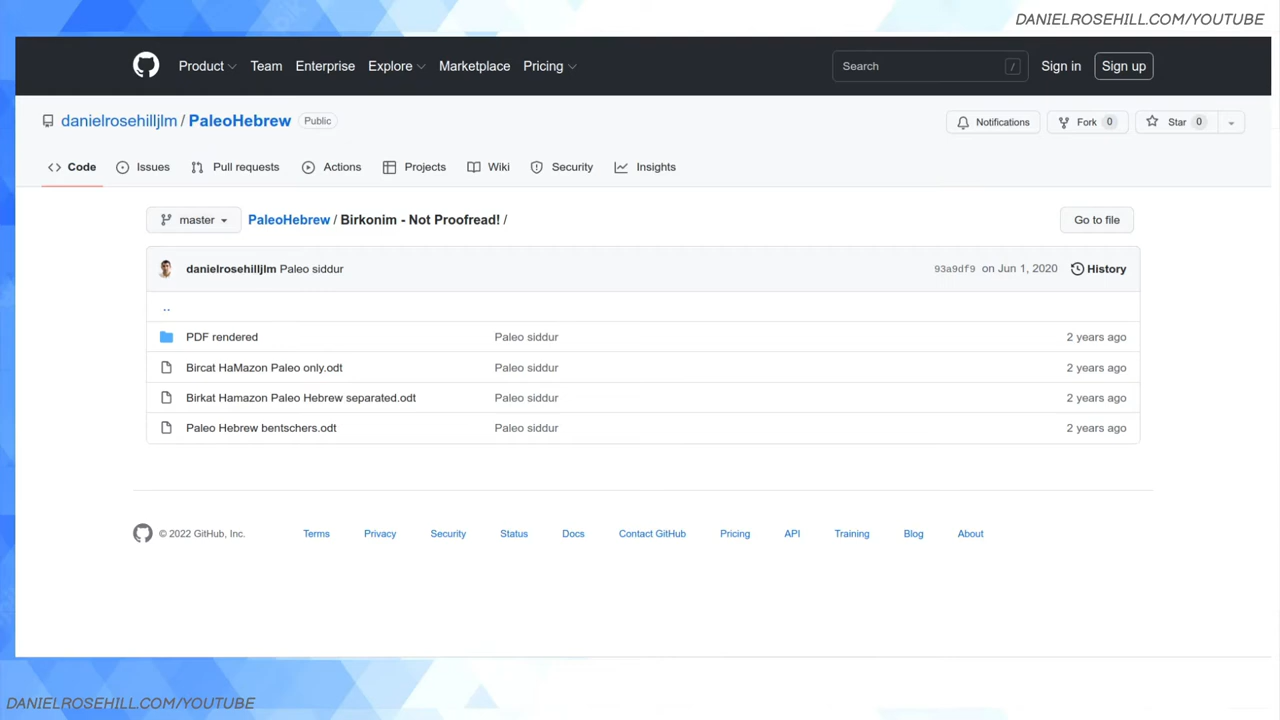 DANIELROSEHILL.COM/YOUTUBE
Product Team Enterprise Explore Marketplace Pricing Search / Sign in Sign up
danielrosehilljlm / PaleoHebrew Public Notifications Fork 0 Star 0
Code Issues Pull requests Actions Projects Wiki Security Insights
master PaleoHebrew / Birkonim - Not Proofread! / Go to file
danielrosehilljlm Paleo siddur 93a9df9 on Jun 1, 2020 History
..
PDF rendered Paleo siddur 2 years ago
Bircat HaMazon Paleo only.odt Paleo siddur 2 years ago
Birkat Hamazon Paleo Hebrew separated.odt Paleo siddur 2 years ago
Paleo Hebrew bentschers.odt Paleo siddur 2 years ago
© 2022 GitHub, Inc. Terms Privacy Security Status Docs Contact GitHub Pricing API Training Blog About
DANIELROSEHILL.COM/YOUTUBE